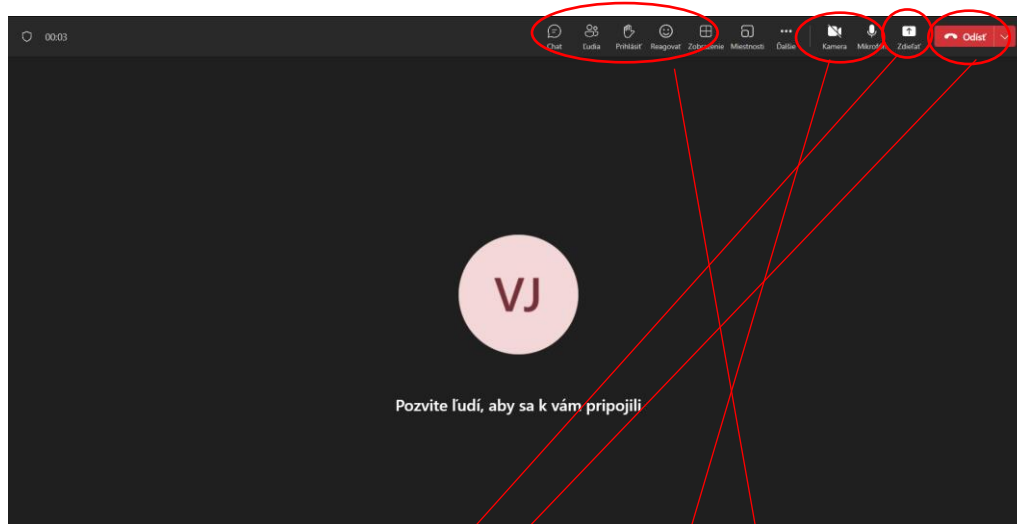 00:03
Chat Ľudia Prihlásiť Reagovať Zobrazenie Miestnosti Ďalšie Kamera Mikrofón Zdieľať Odísť
VJ
Pozvite ľudí, aby sa k vám pripojili